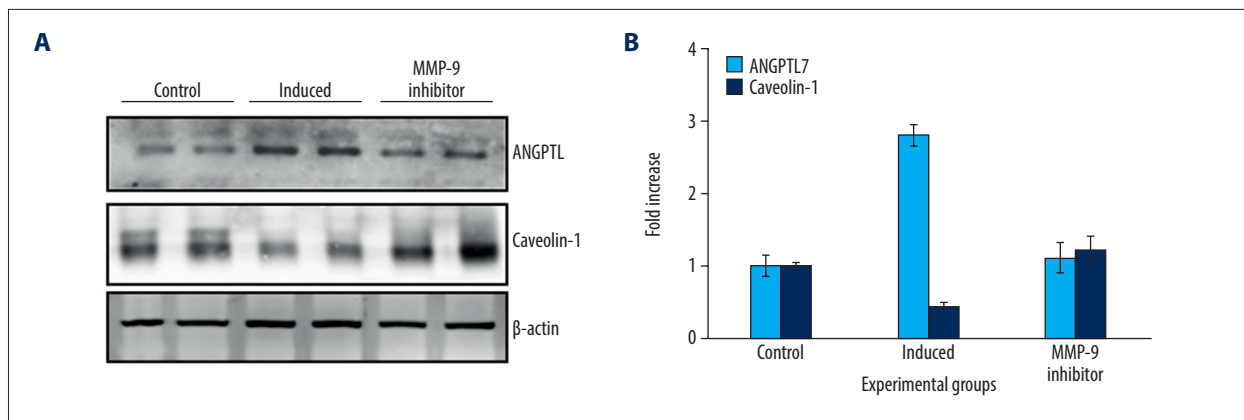 A
Control
Induced
MMP-9
inhibitor
ANGPTL
Caveolin-1
β-actin
B
4
3
2
1
0
Fold increase
ANGPTL7
Caveolin-1
Control
Induced
MMP-9
inhibitor
Experimental groups